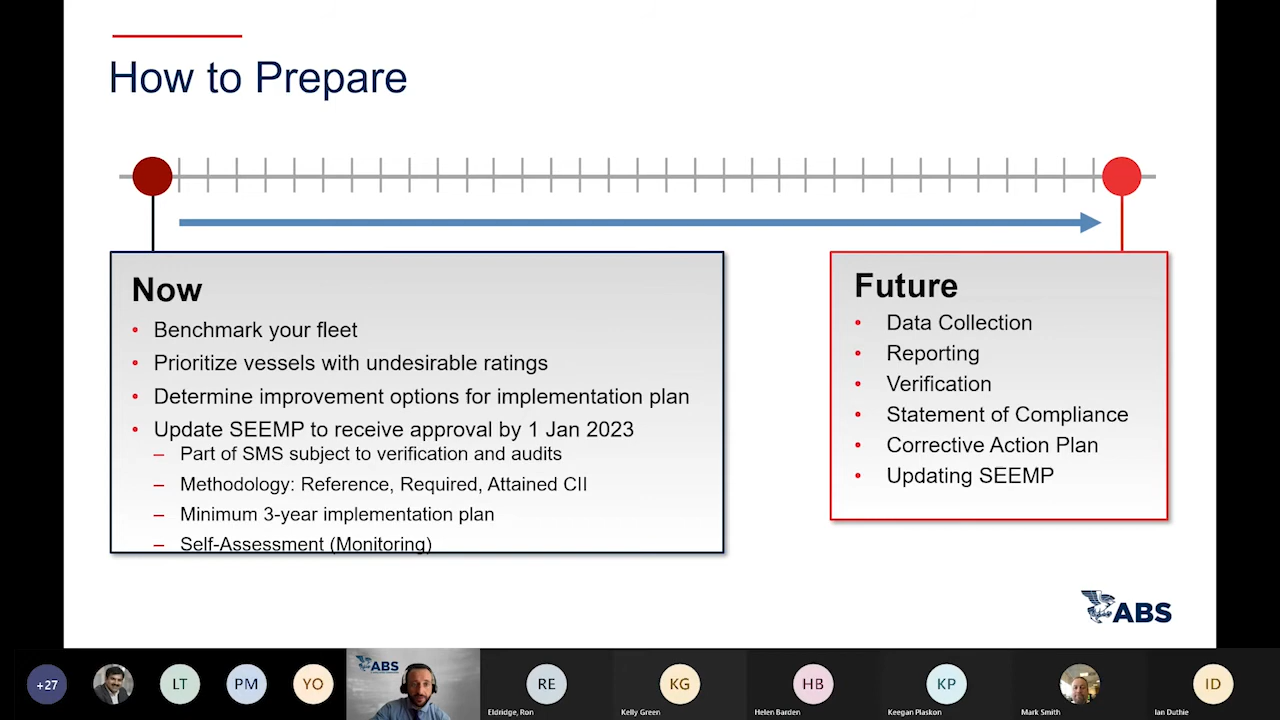 How to Prepare
Now
• Benchmark your fleet
• Prioritize vessels with undesirable ratings
• Determine improvement options for implementation plan
• Update SEEMP to receive approval by 1 Jan 2023
– Part of SMS subject to verification and audits
– Methodology: Reference, Required, Attained CII
– Minimum 3-year implementation plan
– Self-Assessment (Monitoring)
Future
• Data Collection
• Reporting
• Verification
• Statement of Compliance
• Corrective Action Plan
• Updating SEEMP
ABS
+27
LT
PM
YO
ABS
RE
Eldridge, Ron
KG
Kelly Green
HB
Helen Barden
KP
Keegan Plaskon
Mark Smith
ID
Ian Duthie